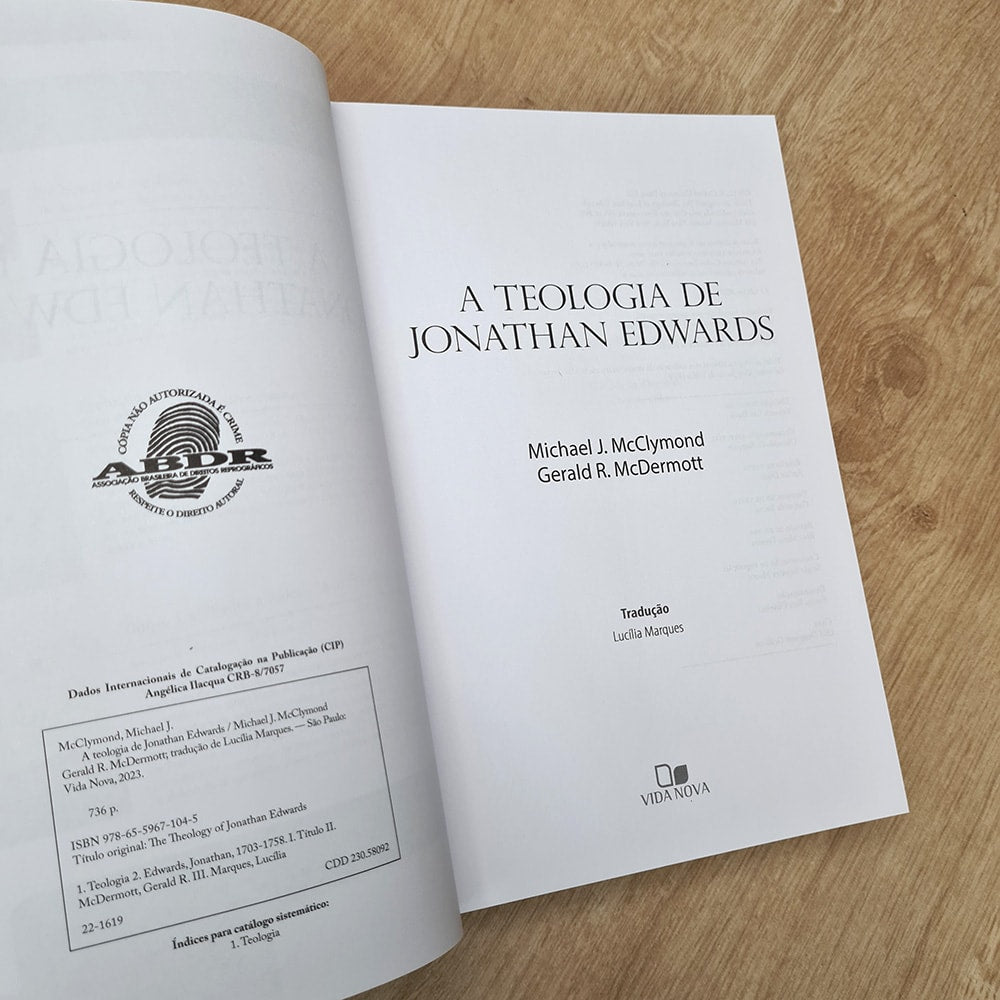 CÓPIA NÃO AUTORIZADA É CRIME
ABDR
ASSOCIAÇÃO BRASILEIRA DE DIREITOS REPROGRÁFICOS
RESPEITE O DIREITO AUTORAL
Dados Internacionais de Catalogação na Publicação (CIP)
Angélica Ilacqua CRB-8/7057
McClymond, Michael J.
A teologia de Jonathan Edwards / Michael J. McClymond
Gerald R. McDermott; tradução de Lucília Marques. — São Paulo:
Vida Nova, 2023.
736 p.
ISBN 978-65-5967-104-5
Título original: The Theology of Jonathan Edwards
1. Teologia 2. Edwards, Jonathan, 1703-1758. I. Título II.
McDermott, Gerald R. III. Marques, Lucília
22-1619
CDD 230.58092
Índices para catálogo sistemático:
1. Teologia
A TEOLOGIA DE
JONATHAN EDWARDS
Michael J. McClymond
Gerald R. McDermott
Tradução
Lucília Marques
VIDA NOVA